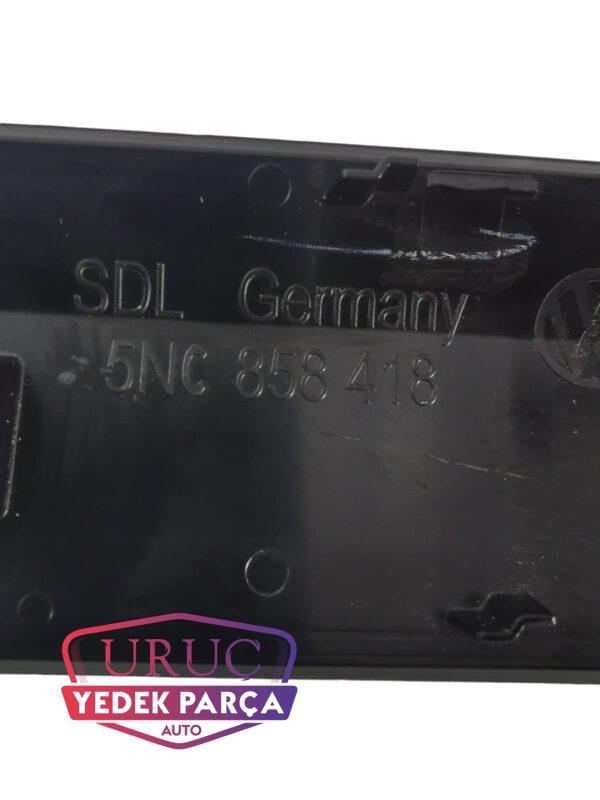 SDL Germany
5NC 858 418
URUÇ
YEDEK PARÇA
AUTO